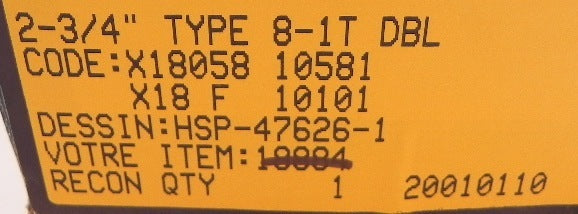 2-3/4" TYPE 8-1T DBL
CODE:X18058 10581
X18 F 10101
DESSIN:HSP-47626-1
VOTRE ITEM:18884
RECON QTY 1 20010110